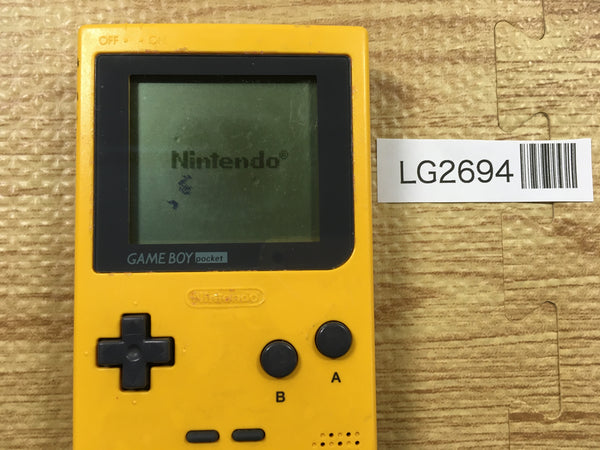 OFF • • ON
Nintendo®
LG2694
GAME BOY pocket
Nintendo
A
B